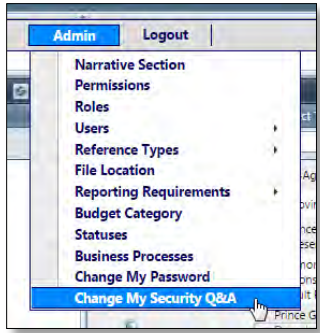 Admin Logout
Narrative Section
Permissions
Roles
Users
Reference Types
File Location
Reporting Requirements
Budget Category
Statuses
Business Processes
Change My Password
Change My Security Q&A
Prince G